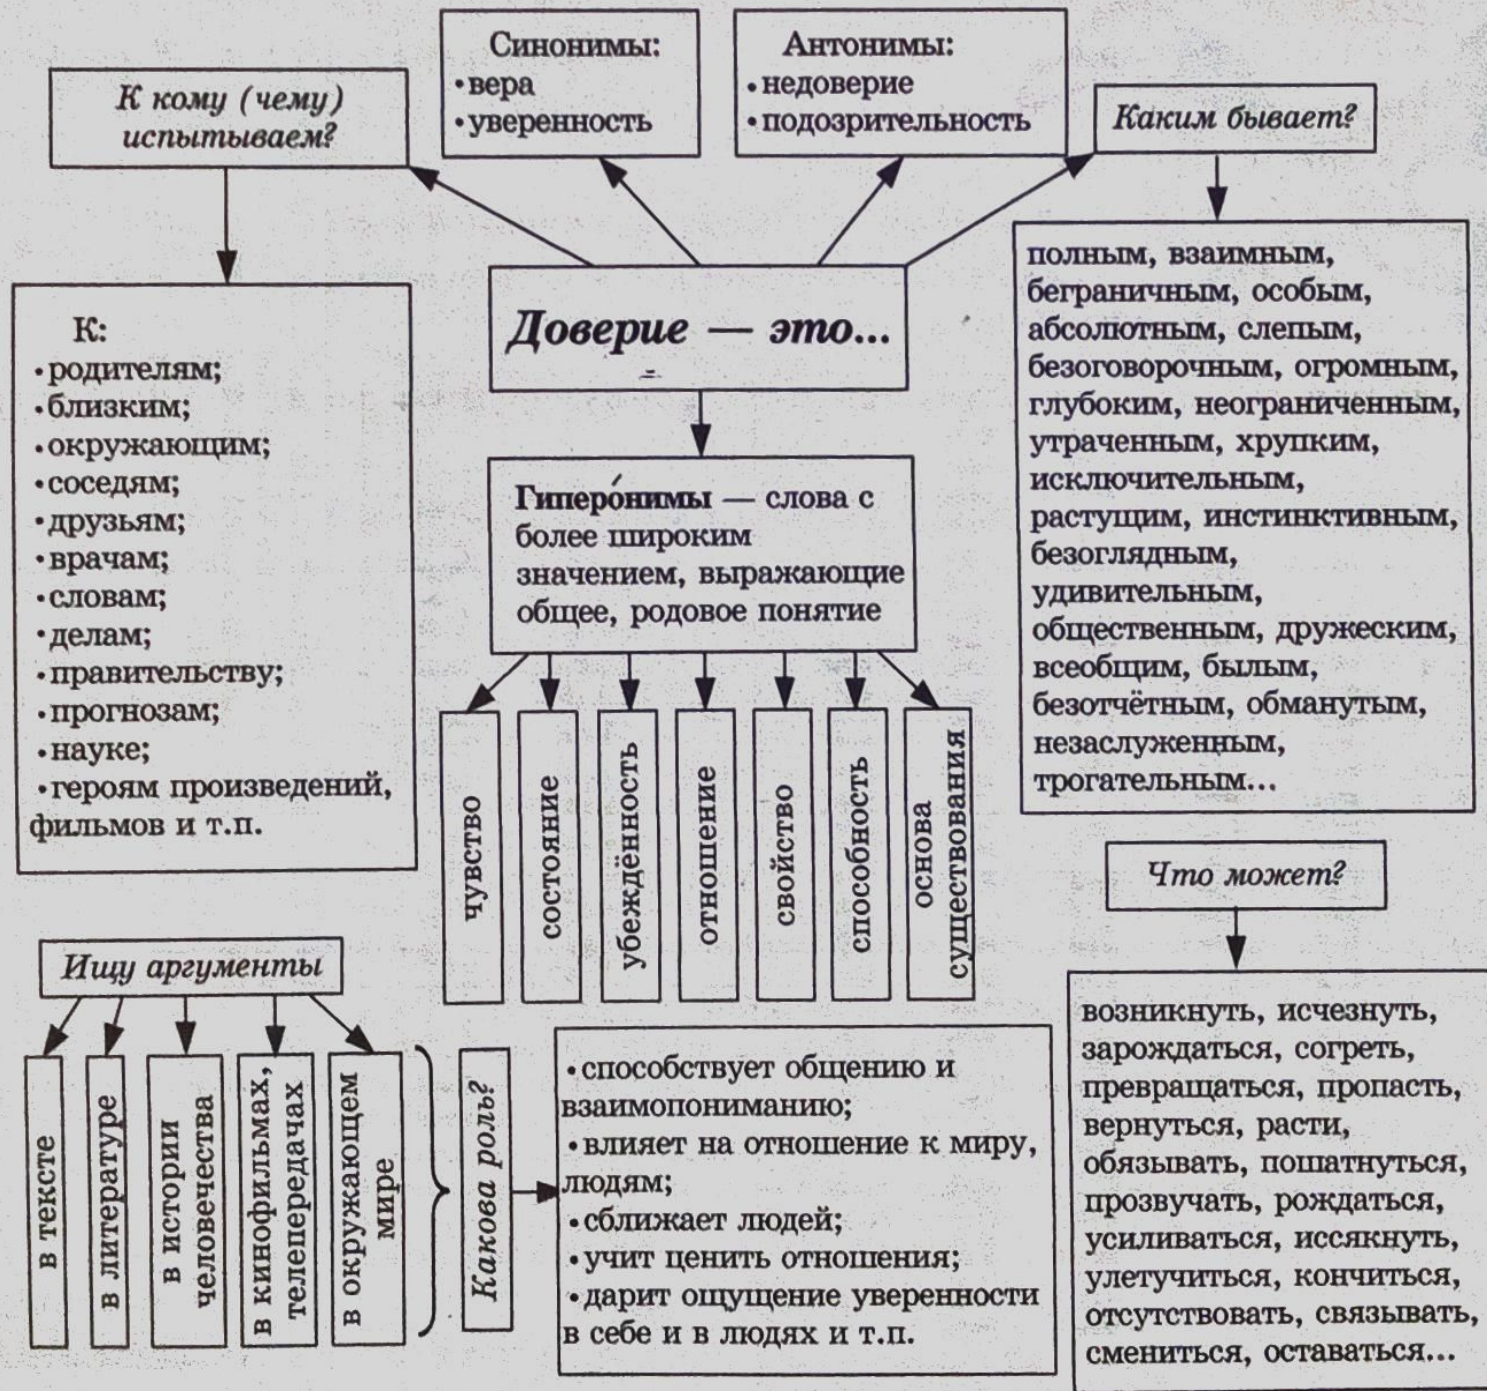 Синонимы:
•вера
•уверенность
Антонимы:
•недоверие
•подозрительность
К кому (чему)
испытываем?
Каким бывает?
Доверие — это...
К:
•родителям;
•близким;
•окружающим;
•соседям;
•друзьям;
•врачам;
•словам;
•делам;
•правительству;
•прогнозам;
•науке;
•героям произведений,
фильмов и т.п.
полным, взаимным,
беграничным, особым,
абсолютным, слепым,
безоговорочным, огромным,
глубоким, неограниченным,
утраченным, хрупким,
исключительным,
растущим, инстинктивным,
безоглядным,
удивительным,
общественным, дружеским,
всеобщим, былым,
безотчётным, обманутым,
незаслуженным,
трогательным...
Гиперо́нимы — слова с
более широким
значением, выражающие
общее, родовое понятие
чувство
состояние
убеждённость
отношение
свойство
способность
основа
существования
Что может?
возникнуть, исчезнуть,
зарождаться, согреть,
превращаться, пропасть,
вернуться, расти,
обязывать, пошатнуться,
прозвучать, рождаться,
усиливаться, иссякнуть,
улетучиться, кончиться,
отсутствовать, связывать,
смениться, оставаться...
Ищу аргументы
в тексте
в литературе
в истории
человечества
в кинофильмах,
телепередачах
в окружающем
мире
Какова роль?
•способствует общению и
взаимопониманию;
•влияет на отношение к миру,
людям;
•сближает людей;
•учит ценить отношения;
•дарит ощущение уверенности
в себе и в людях и т.п.